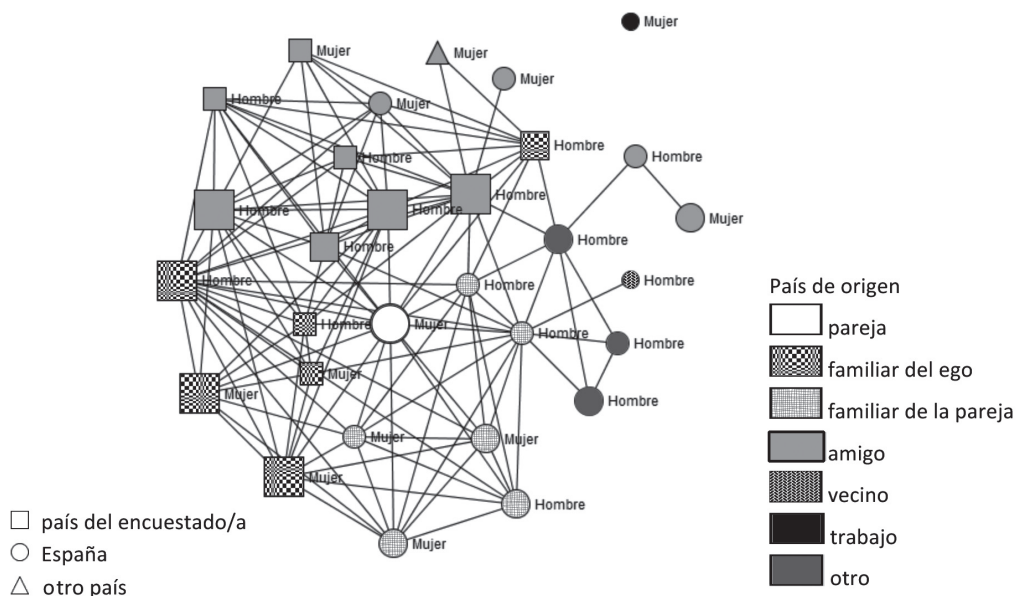 Mujer
Mujer
Mujer
Mujer
Hombre
Mujer
Hombre
Hombre
Hombre
Hombre
Hombre
Hombre
Mujer
Hombre
Hombre
Hombre
Hombre
Hombre
Hombre
Mujer
Hombre
Hombre
Mujer
Mujer
Hombre
Mujer
Mujer
Mujer
Hombre
Mujer
País de origen
pareja
familiar del ego
familiar de la pareja
amigo
vecino
trabajo
otro
país del encuestado/a
España
otro país